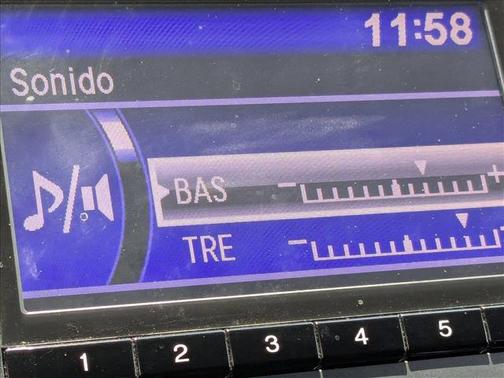 11:58
Sonido
BAS - +
TRE -
1 2 3 4 5